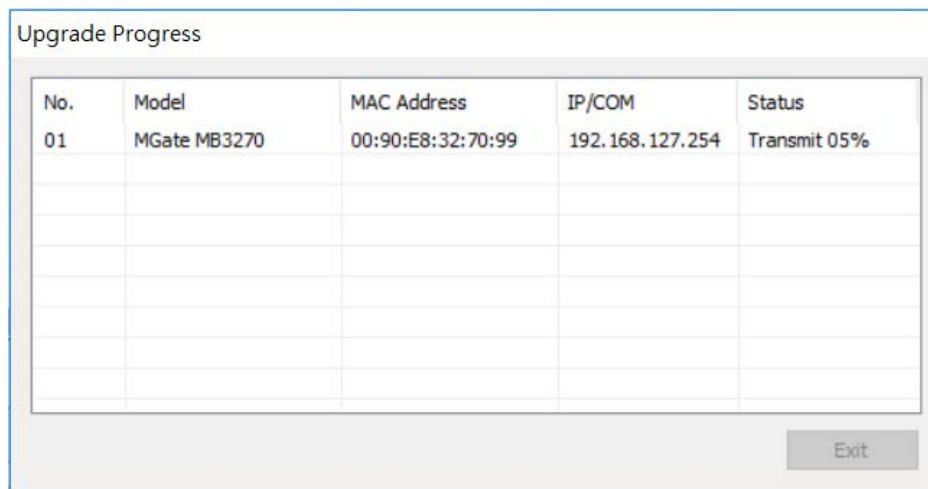 Upgrade Progress
No. Model MAC Address IP/COM Status
01 MGate MB3270 00:90:E8:32:70:99 192.168.127.254 Transmit 05%
Exit